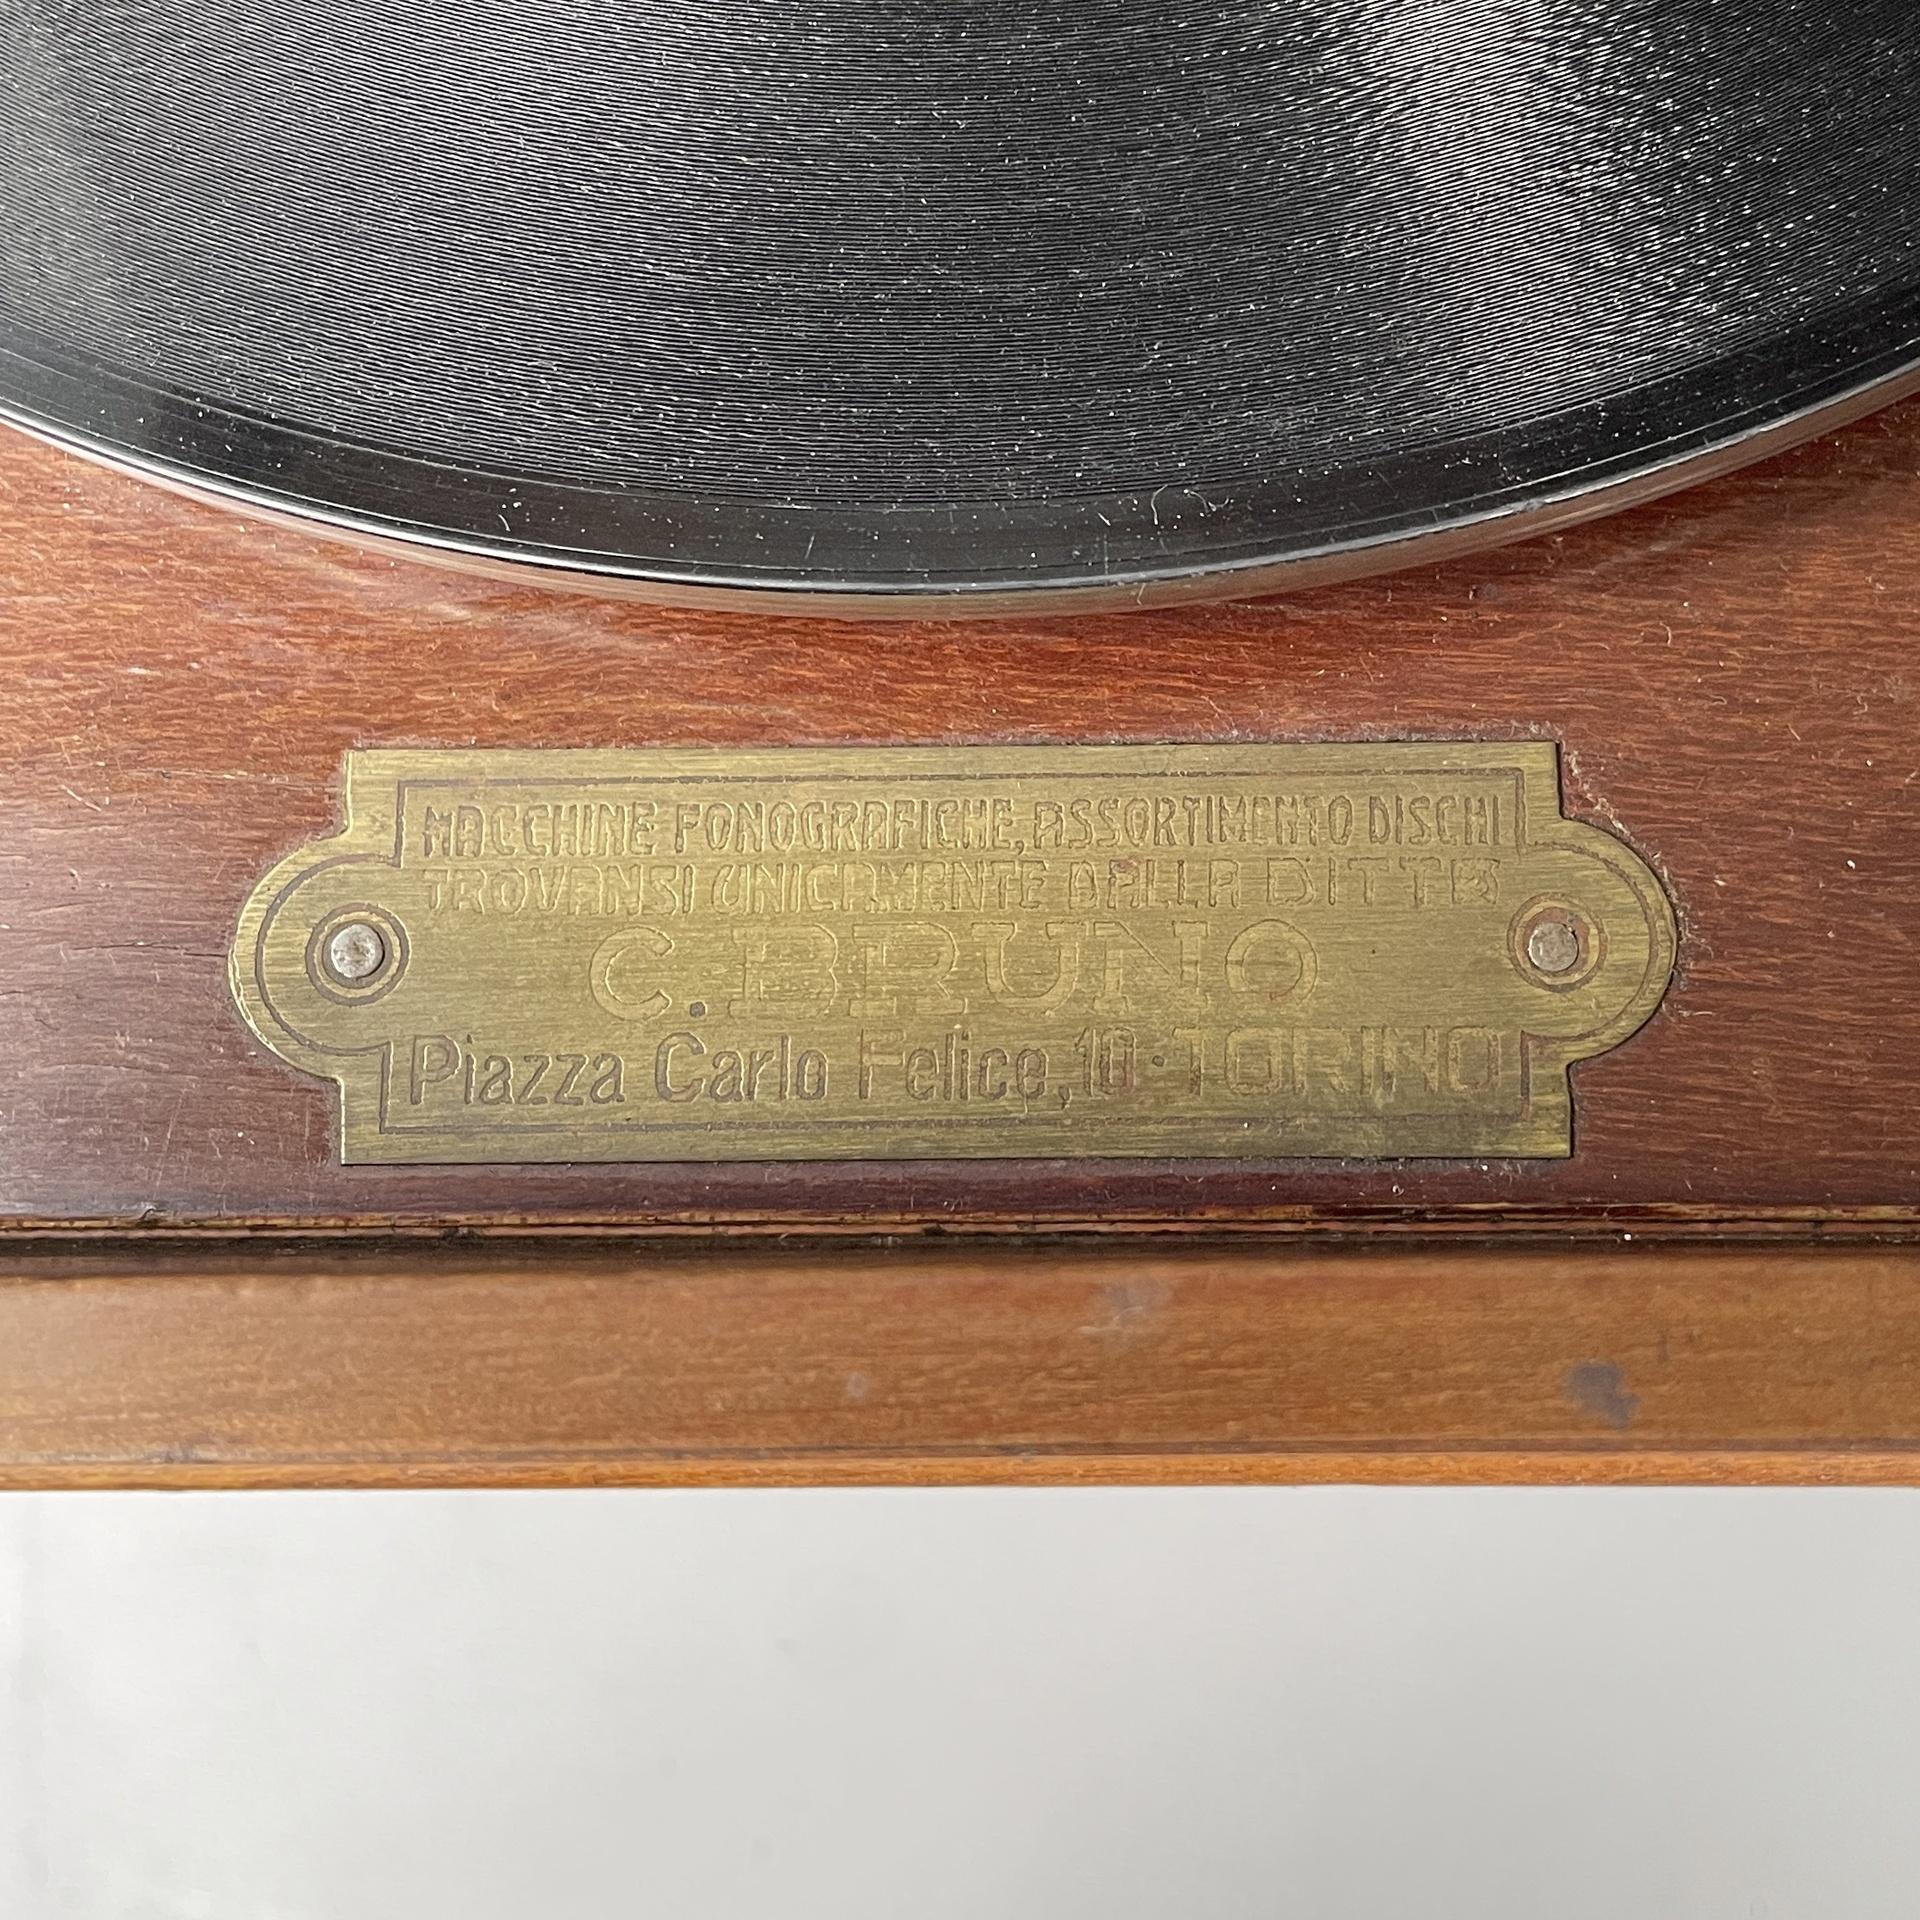 MACCHINE FONOGRAFICHE, ASSORTIMENTO DISCHI
TROVANSI UNICAMENTE DALLA DITTA
C. BRUNO
Piazza Carlo Felice, 10 · TORINO